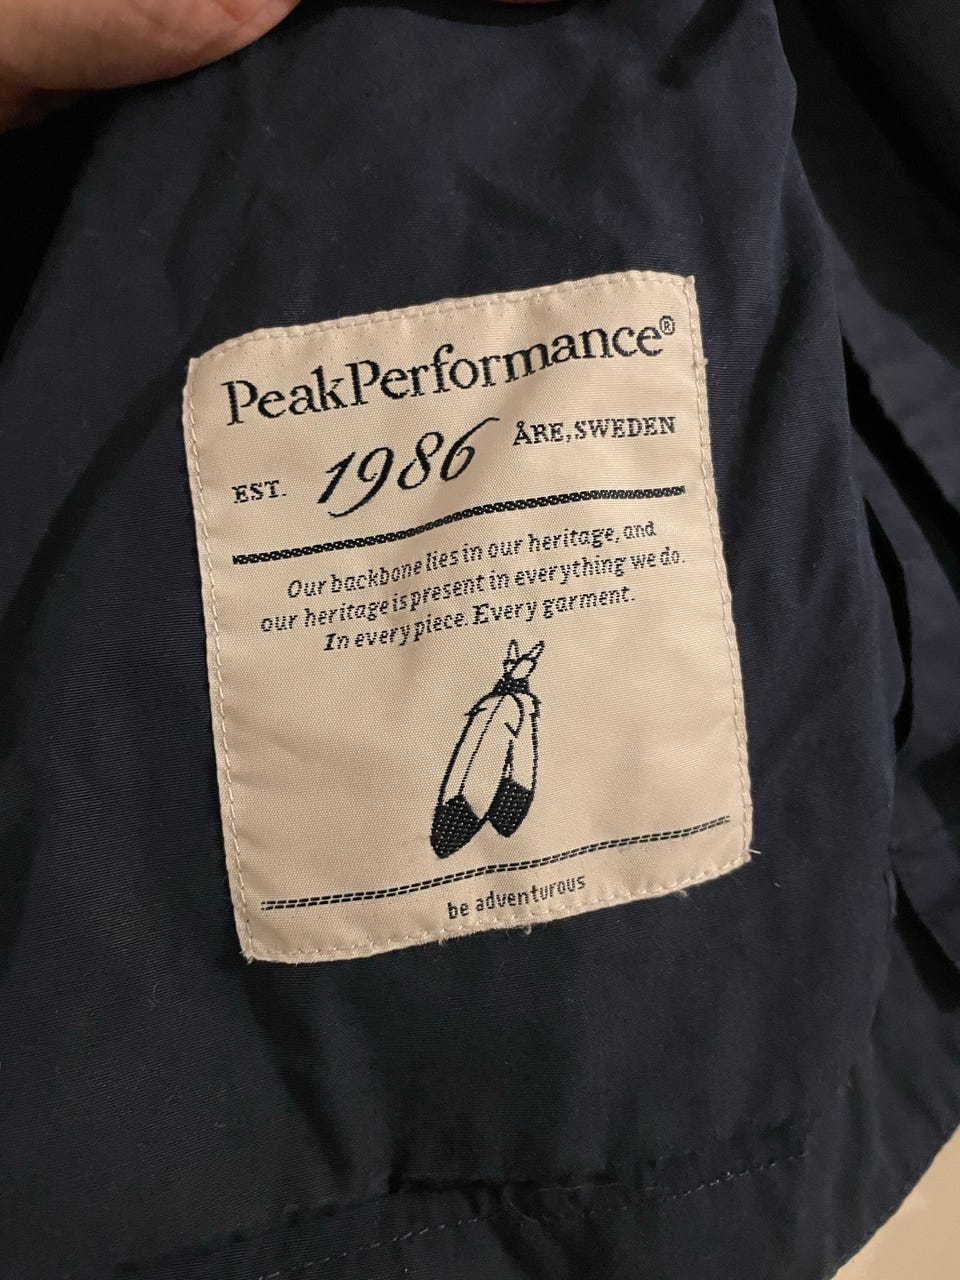 PeakPerformance®
EST. 1986 ÅRE, SWEDEN
Our backbone lies in our heritage, and
our heritage is present in everything we do.
In every piece. Every garment.
be adventurous